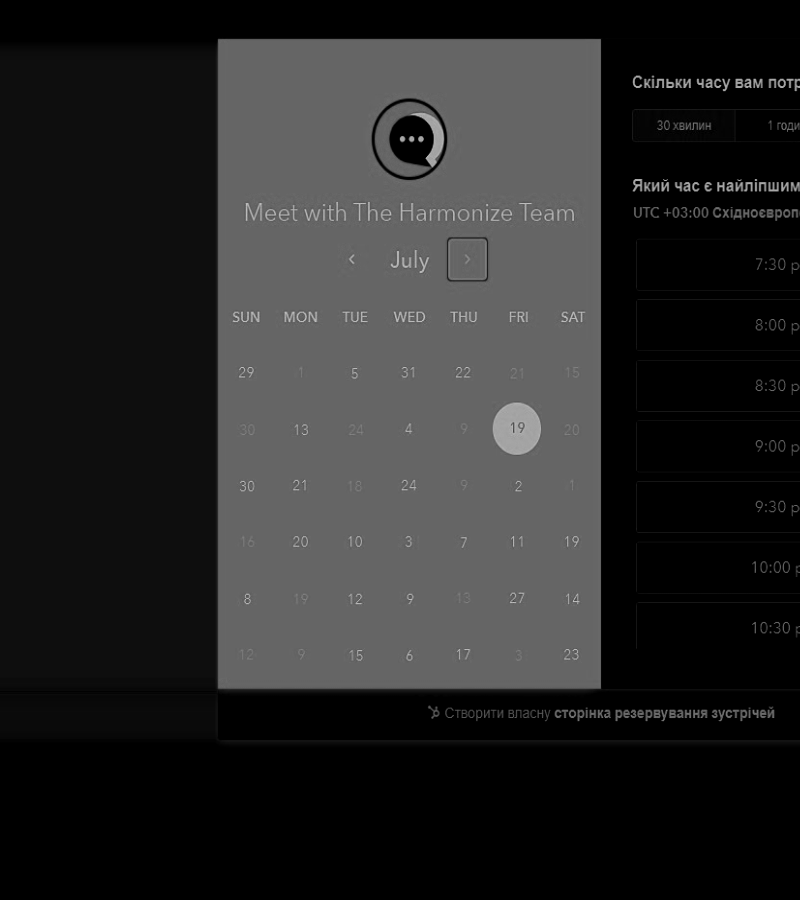 Meet with The Harmonize Team
July
SUN MON TUE WED THU FRI SAT
29 1 5 31 22 21 15
30 13 24 4 9 19 20
30 21 18 24 9 2 1
16 20 10 3 7 11 19
8 19 12 9 13 27 14
12 9 15 6 17 3 23
Скільки часу вам
30 хвилин
1
Який час є
UTC +03:00
7:30
8:00
8:30
9:00
9:30
10:00
10:30
Створити власну сторінка резервування зустрічей